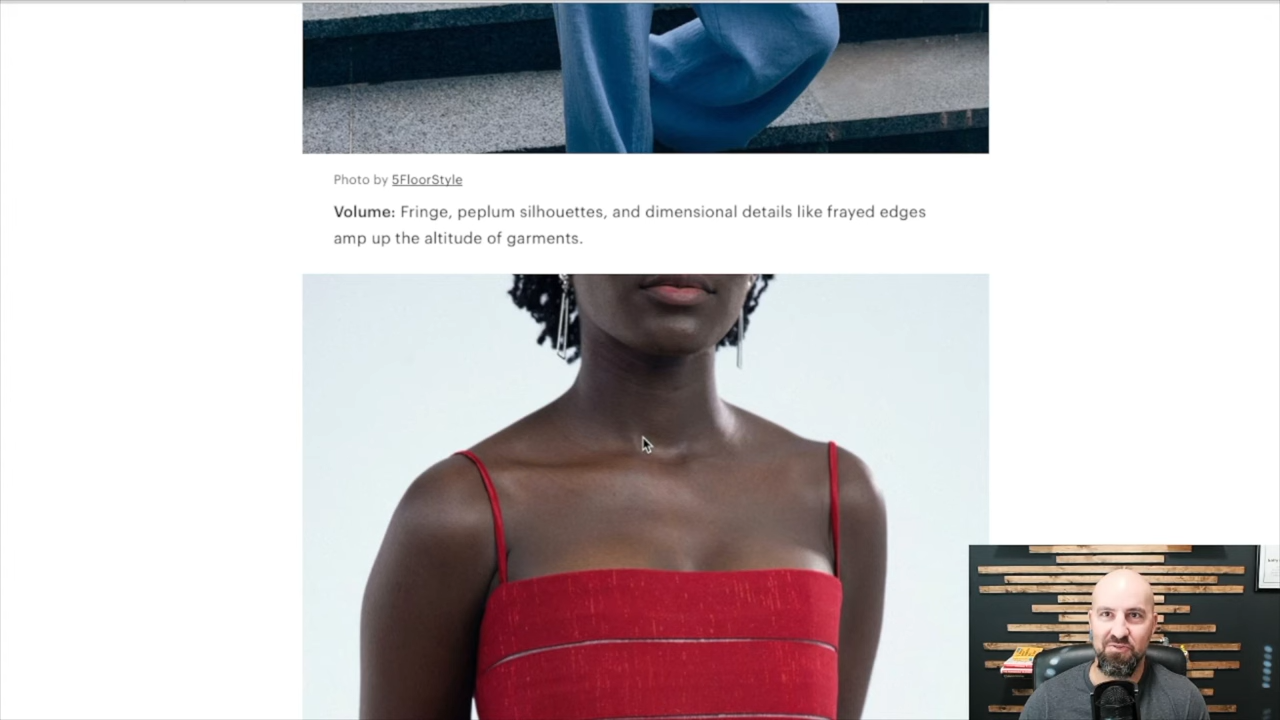 Photo by 5FloorStyle
Volume: Fringe, peplum silhouettes, and dimensional details like frayed edges
amp up the altitude of garments.